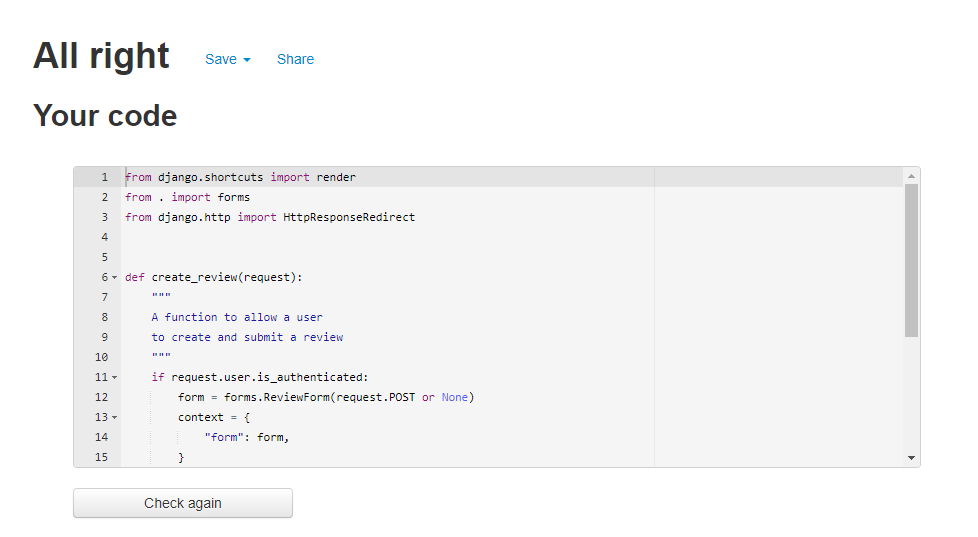 All right Save Share
Your code
1 from django.shortcuts import render
2 from . import forms
3 from django.http import HttpResponseRedirect
4
5
6 def create_review(request):
7 """
8 A function to allow a user
9 to create and submit a review
10 """
11 if request.user.is_authenticated:
12 form = forms.ReviewForm(request.POST or None)
13 context = {
14 "form": form,
15 }
Check again